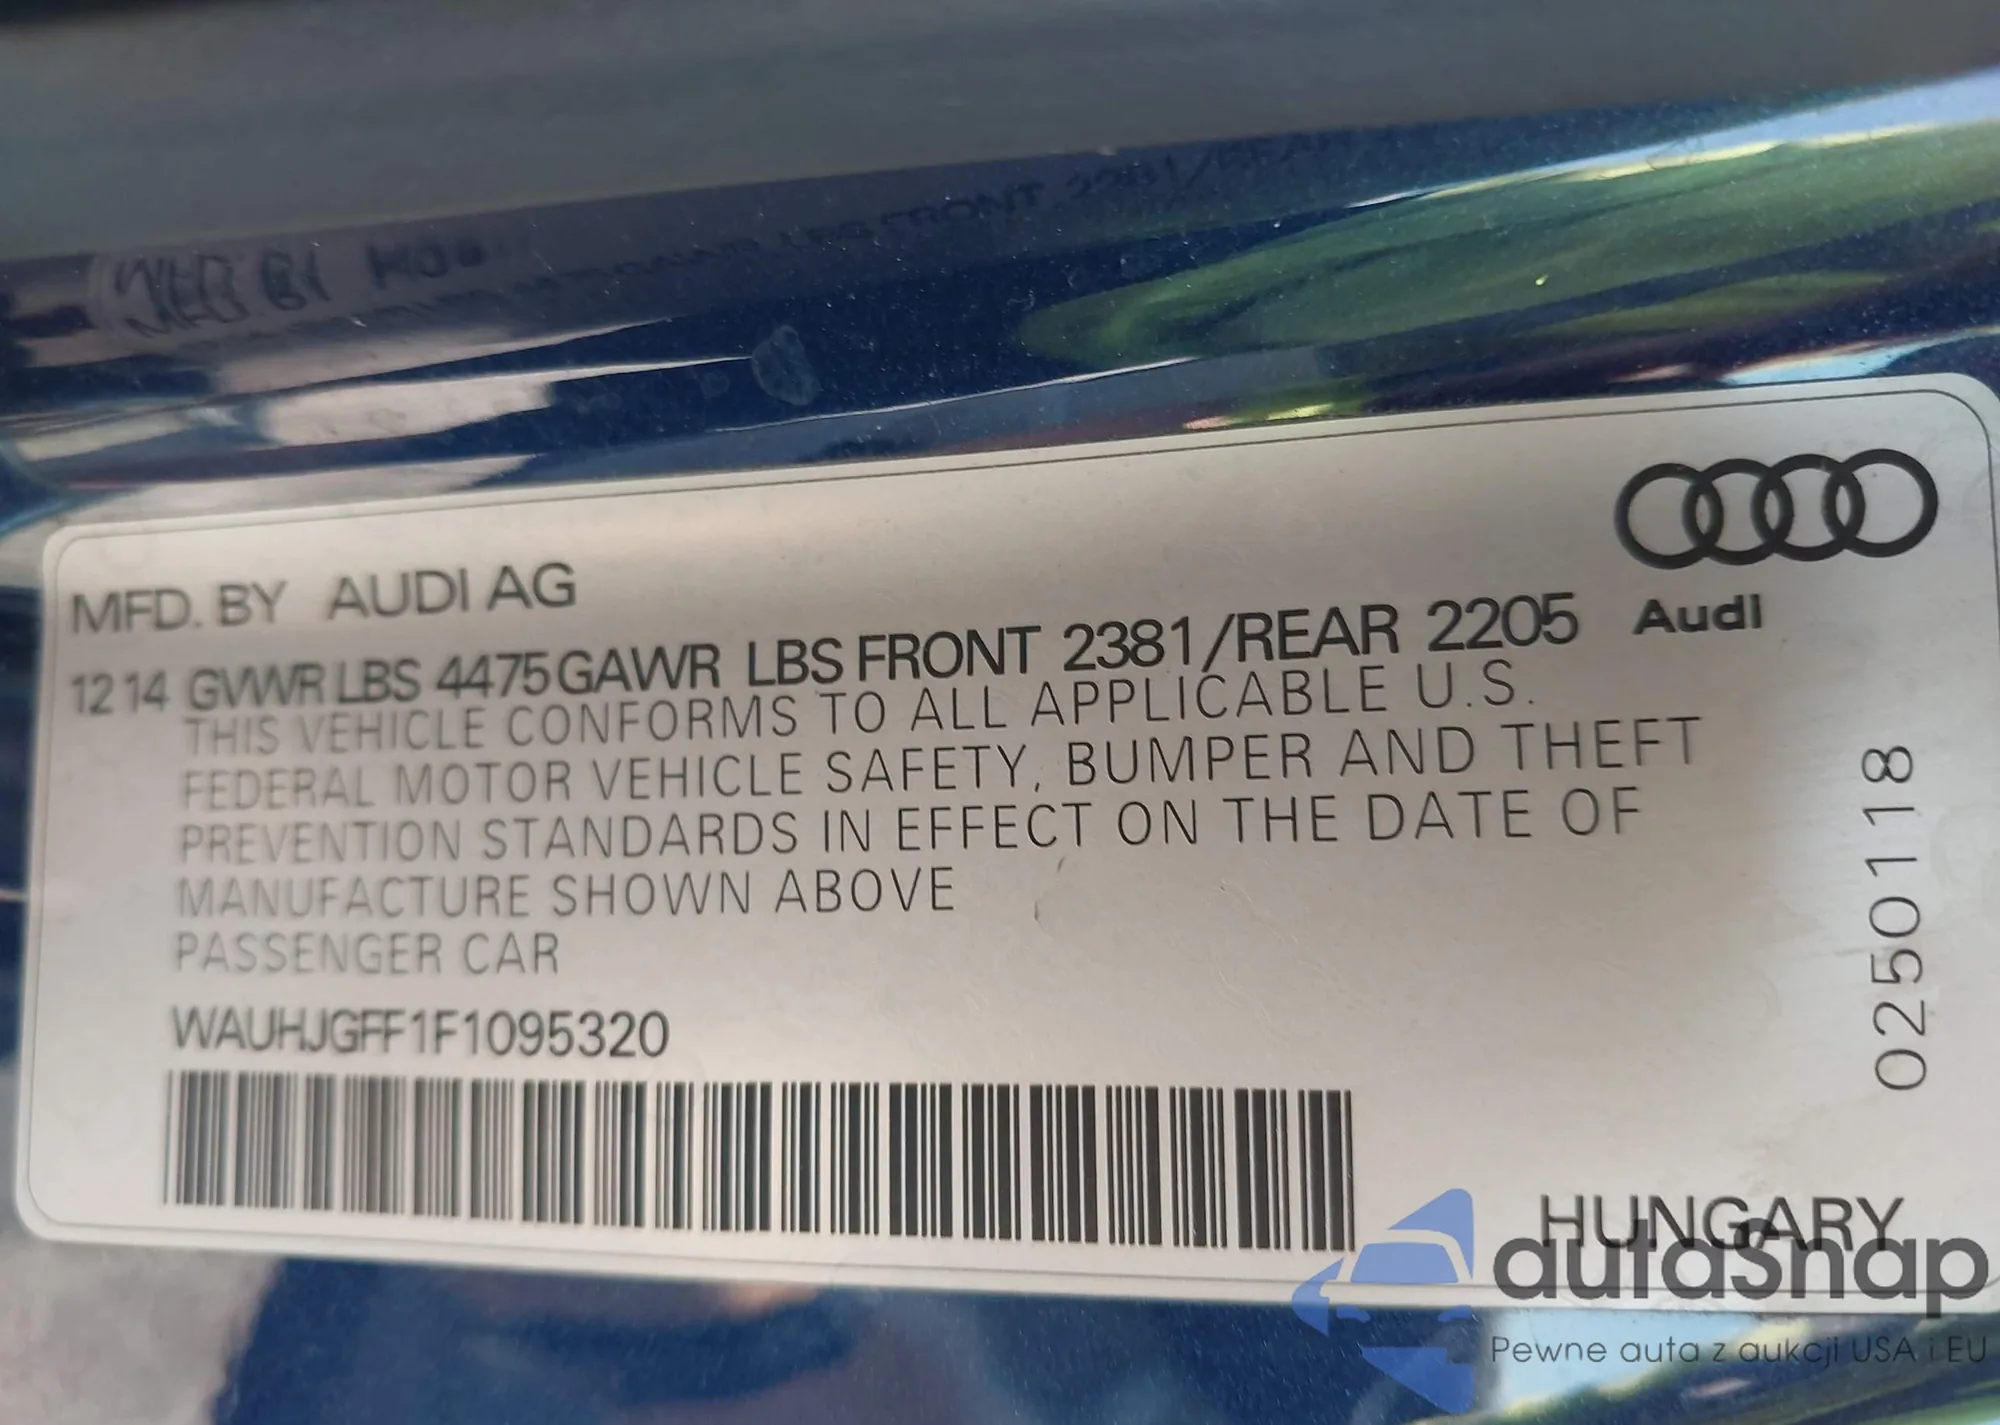 MFD. BY AUDI AG
12 14 GVWR LBS 4475 GAWR LBS FRONT 2381/REAR 2205
Audi
THIS VEHICLE CONFORMS TO ALL APPLICABLE U.S.
FEDERAL MOTOR VEHICLE SAFETY, BUMPER AND THEFT
PREVENTION STANDARDS IN EFFECT ON THE DATE OF
MANUFACTURE SHOWN ABOVE
PASSENGER CAR
WAUHJGFF1F1095320
0250118
HUNGARY
autaSnap
Pewne auta z aukcji USA i EU